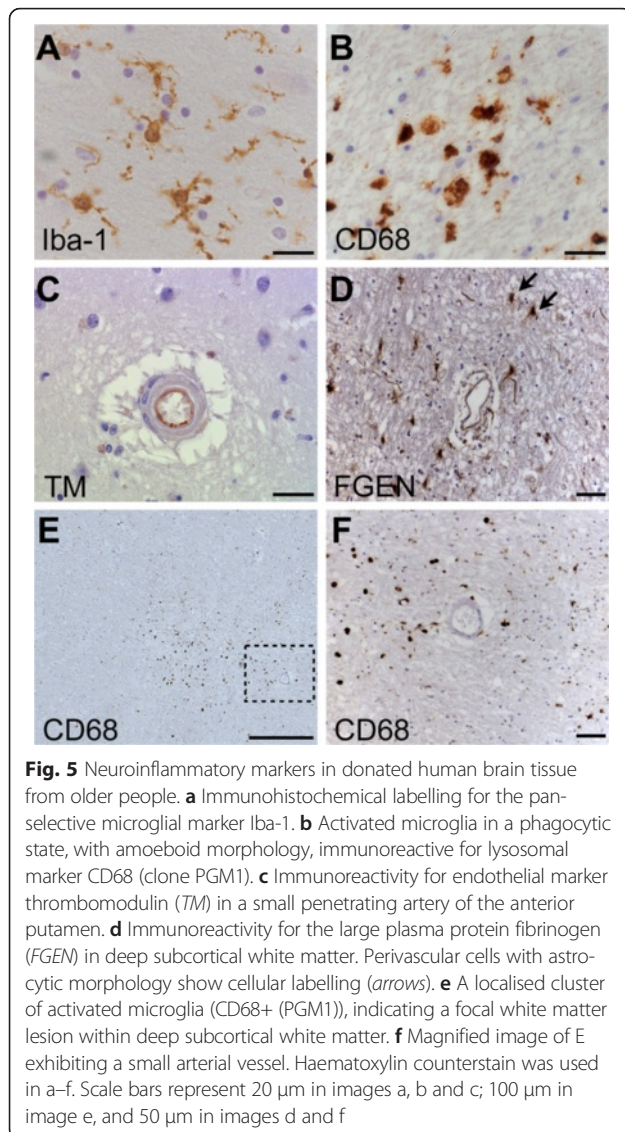 A
B
Iba-1
CD68
C
D
TM
FGEN
E
F
CD68
CD68
Fig. 5 Neuroinflammatory markers in donated human brain tissue
from older people. a Immunohistochemical labelling for the pan-
selective microglial marker Iba-1. b Activated microglia in a phagocytic
state, with amoeboid morphology, immunoreactive for lysosomal
marker CD68 (clone PGM1). c Immunoreactivity for endothelial marker
thrombomodulin (TM) in a small penetrating artery of the anterior
putamen. d Immunoreactivity for the large plasma protein fibrinogen
(FGEN) in deep subcortical white matter. Perivascular cells with astro-
cytic morphology show cellular labelling (arrows). e A localised cluster
of activated microglia (CD68+ (PGM1)), indicating a focal white matter
lesion within deep subcortical white matter. f Magnified image of E
exhibiting a small arterial vessel. Haematoxylin counterstain was used
in a–f. Scale bars represent 20 μm in images a, b and c; 100 μm in
image e, and 50 μm in images d and f